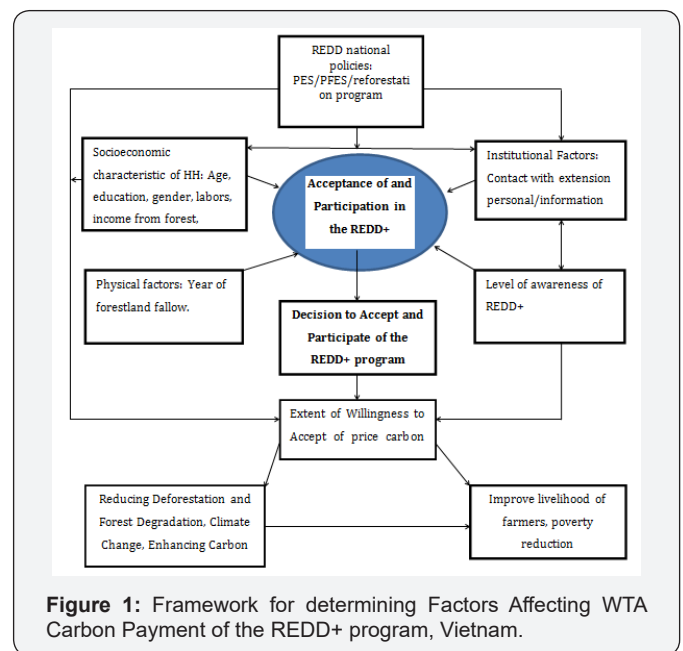 REDD national
policies:
PES/PFES/reforestati
on program
Socioeconomic
characteristic of HH: Age,
education, gender, labors,
income from forest,
Acceptance of and
Participation in
the REDD+
Institutional Factors:
Contact with extension
personal/information
Physical factors: Year of
forestland fallow.
Level of awareness of
REDD+
Decision to Accept and
Participate of the
REDD+ program
Extent of Willingness to
Accept of price carbon
Reducing Deforestation and
Forest Degradation, Climate
Change, Enhancing Carbon
Improve livelihood of
farmers, poverty
reduction
Figure 1: Framework for determining Factors Affecting WTA
Carbon Payment of the REDD+ program, Vietnam.